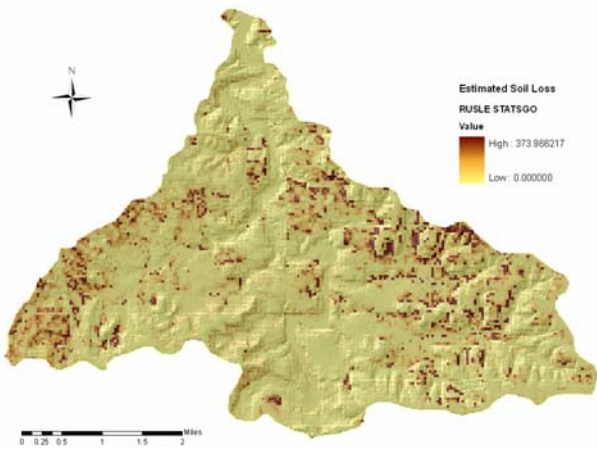 N
Estimated Soil Loss
RUSLE STATSGO
Value
High : 373.966217
Low : 0.000000
Miles
0 0.25 0.5 1 1.5 2